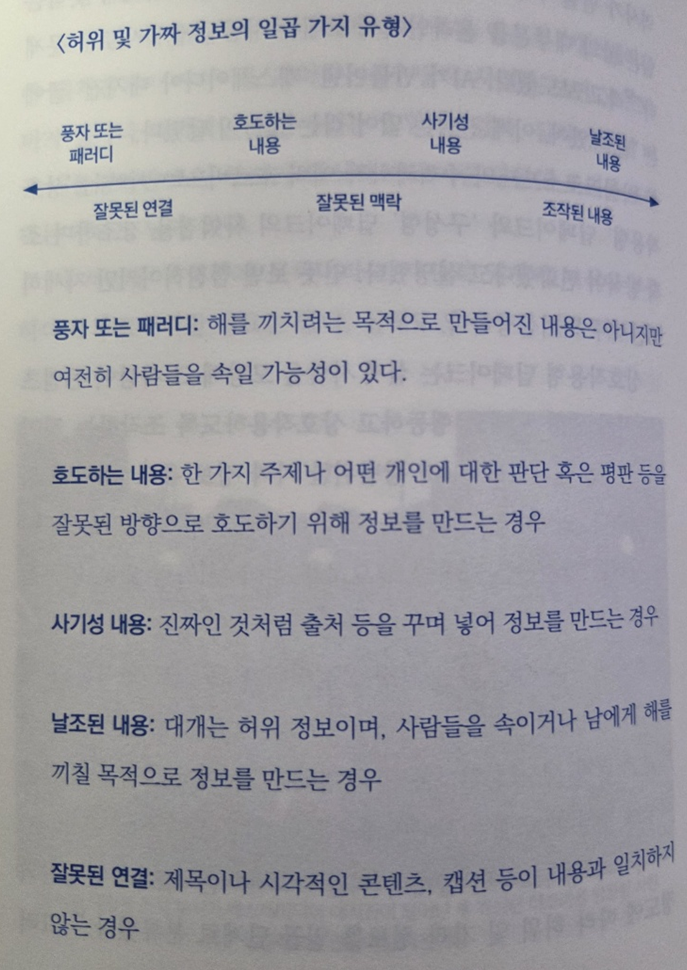 <허위 및 가짜 정보의 일곱 가지 유형>
풍자 또는
패러디
호도하는
내용
사기성
내용
날조된
내용
잘못된 연결
잘못된 맥락
조작된 내용
풍자 또는 패러디: 해를 끼치려는 목적으로 만들어진 내용은 아니지만
여전히 사람들을 속일 가능성이 있다.
호도하는 내용: 한 가지 주제나 어떤 개인에 대한 판단 혹은 평판 등을
잘못된 방향으로 호도하기 위해 정보를 만드는 경우
사기성 내용: 진짜인 것처럼 출처 등을 꾸며 넣어 정보를 만드는 경우
날조된 내용: 대개는 허위 정보이며, 사람들을 속이거나 남에게 해를
끼칠 목적으로 정보를 만드는 경우
잘못된 연결: 제목이나 시각적인 콘텐츠, 캡션 등이 내용과 일치하지
않는 경우